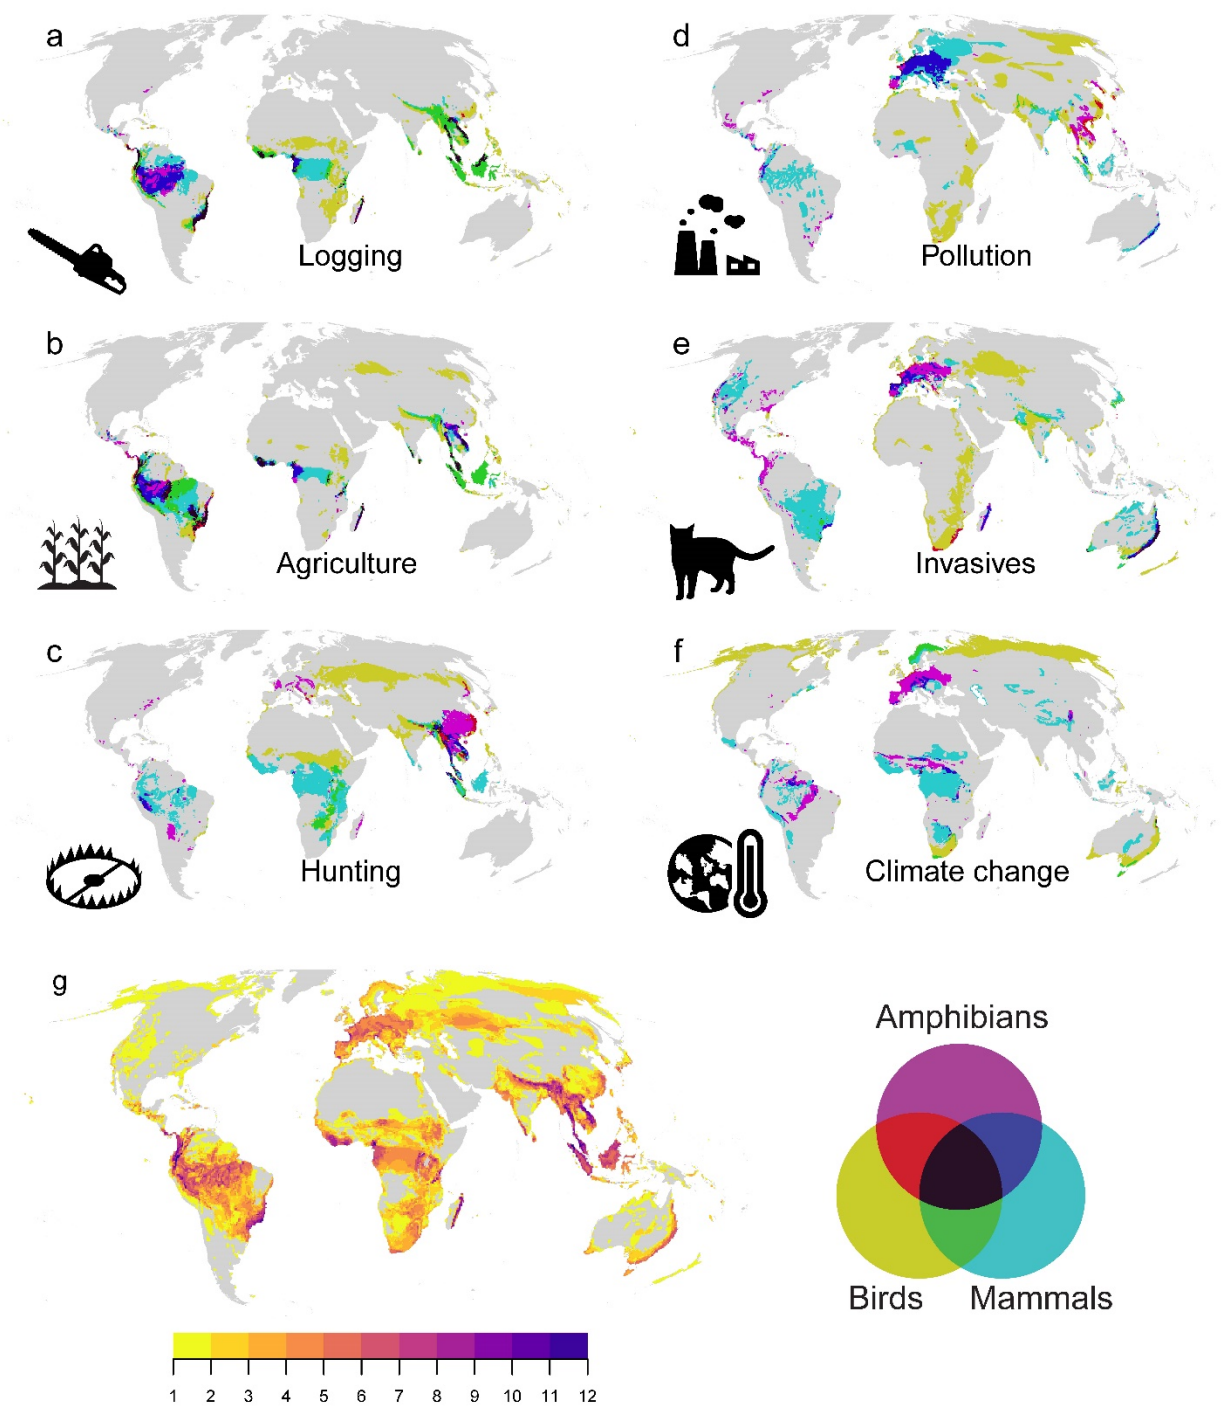 a
Logging
d
Pollution
b
Agriculture
e
Invasives
c
Hunting
f
Climate change
g
1 2 3 4 5 6 7 8 9 10 11 12
Amphibians
Birds Mammals